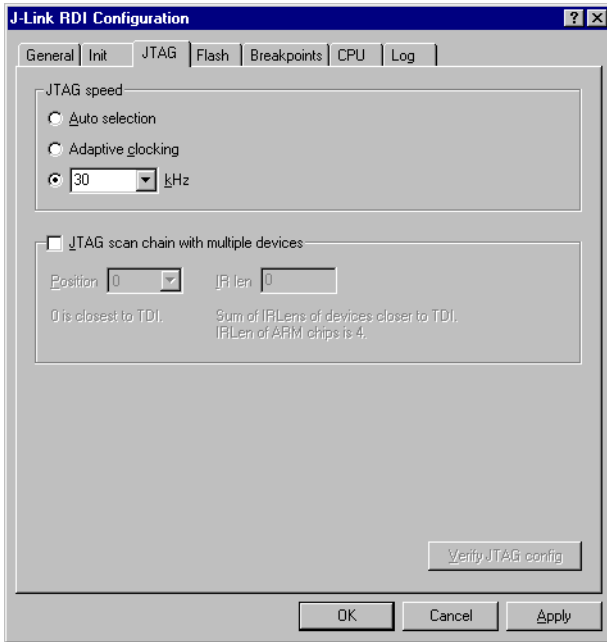 J-Link RDI Configuration
General Init JTAG Flash Breakpoints CPU Log
JTAG speed
Auto selection
Adaptive clocking
30 kHz
JTAG scan chain with multiple devices
Position 0 IR len 0
0 is closest to TDI. Sum of IRLens of devices closer to TDI.
IRLen of ARM chips is 4.
Verify JTAG config
OK Cancel Apply